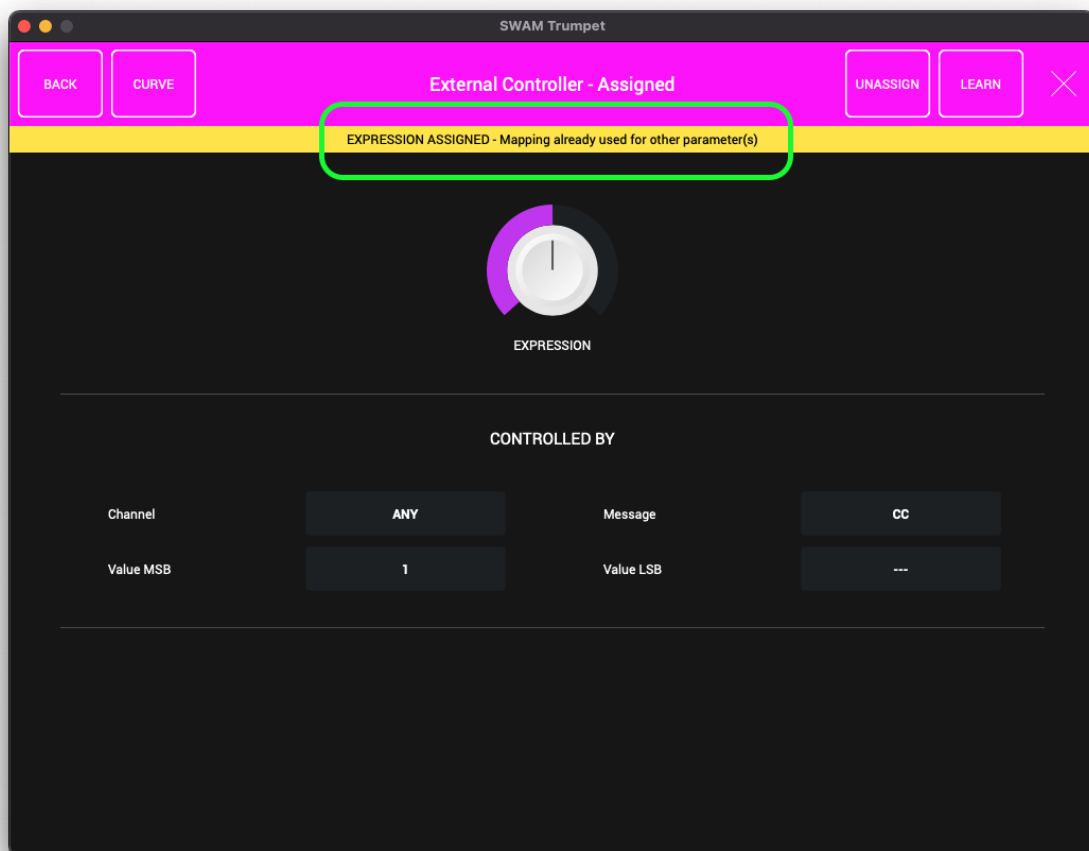 SWAM Trumpet
BACK
CURVE
External Controller - Assigned
UNASSIGN
LEARN
EXPRESSION ASSIGNED - Mapping already used for other parameter(s)
EXPRESSION
CONTROLLED BY
Channel
ANY
Message
CC
Value MSB
1
Value LSB
---